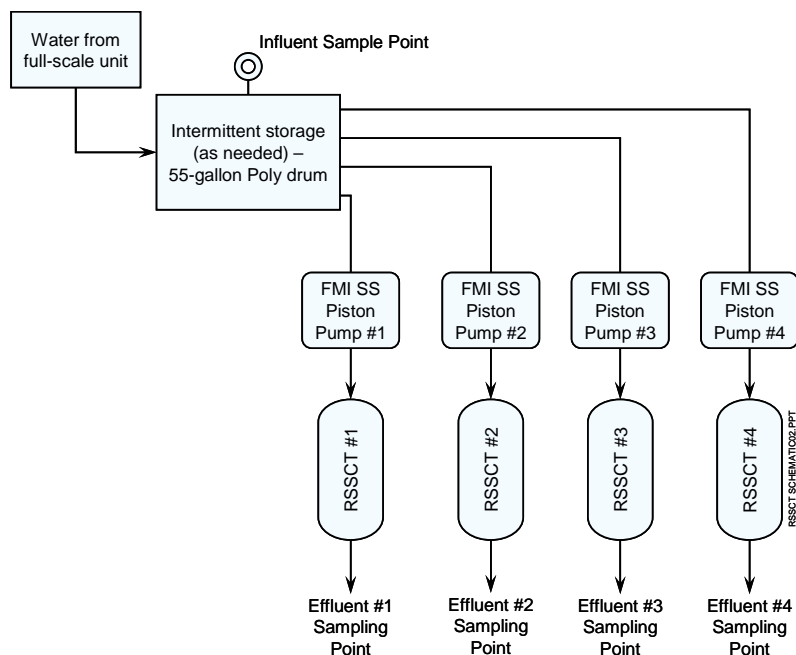 Water from
full-scale unit
Influent Sample Point
Intermittent storage
(as needed) –
55-gallon Poly drum
FMI SS
Piston
Pump #1
FMI SS
Piston
Pump #2
FMI SS
Piston
Pump #3
FMI SS
Piston
Pump #4
RSSCT #1
RSSCT #2
RSSCT #3
RSSCT #4
RSSCT SCHEMATIC02.PPT
Effluent #1
Sampling
Point
Effluent #2
Sampling
Point
Effluent #3
Sampling
Point
Effluent #4
Sampling
Point